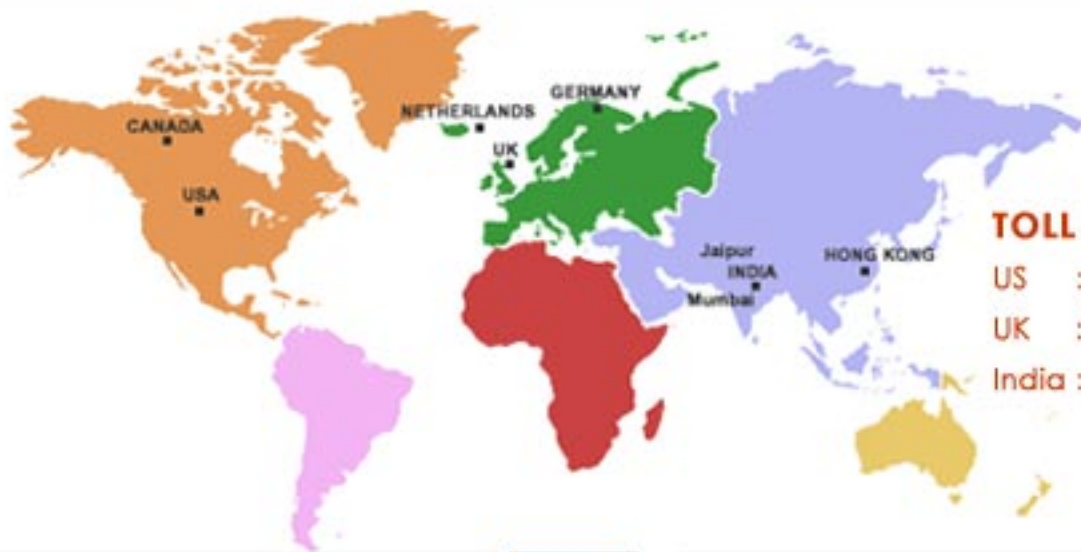 GERMANY
NETHERLANDS
CANADA
UK
USA
TOLL
Jaipur
HONG KONG
INDIA
US :
Mumbai
UK :
India :